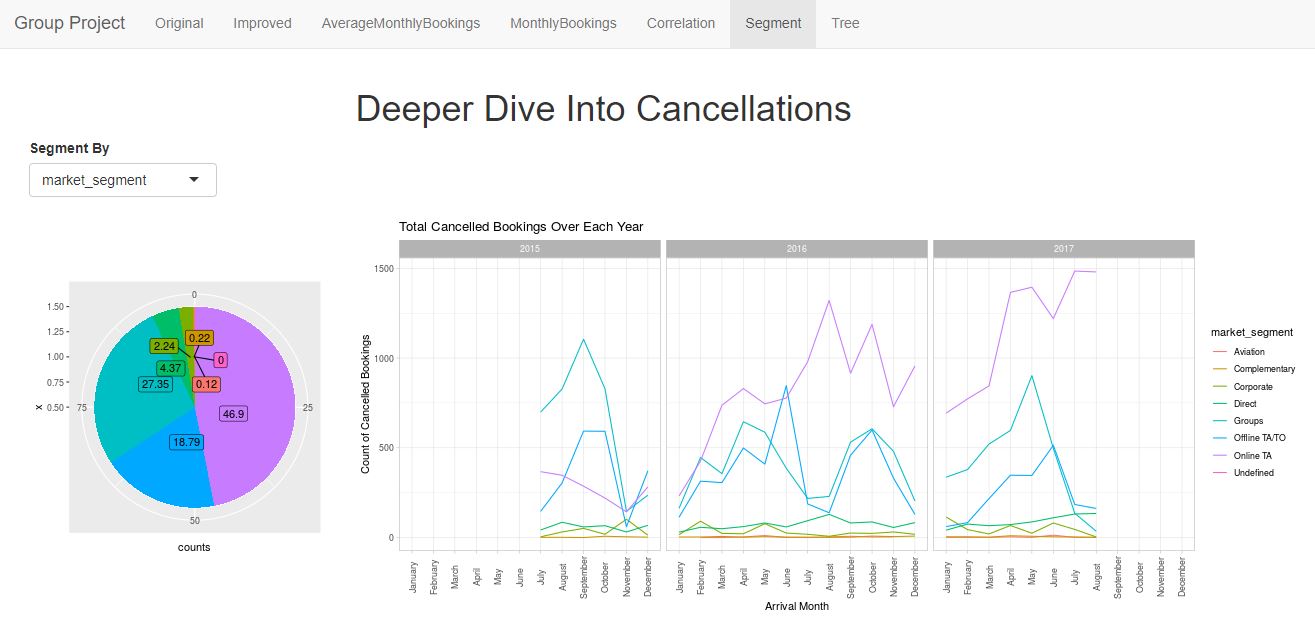 Group Project Original Improved AverageMonthlyBookings MonthlyBookings Correlation Segment Tree
Deeper Dive Into Cancellations
Segment By
market_segment
0
1.50
1.25
1.00
0.75
0.50
x
75
25
50
counts
0.22
2.24
0
4.37
27.35
0.12
46.9
18.79
Total Cancelled Bookings Over Each Year
2015 2016 2017
Count of Cancelled Bookings
1500
1000
500
0
January February March April May June July August September October November December
January February March April May June July August September October November December
January February March April May June July August September October November December
Arrival Month
market_segment
Aviation
Complementary
Corporate
Direct
Groups
Offline TA/TO
Online TA
Undefined